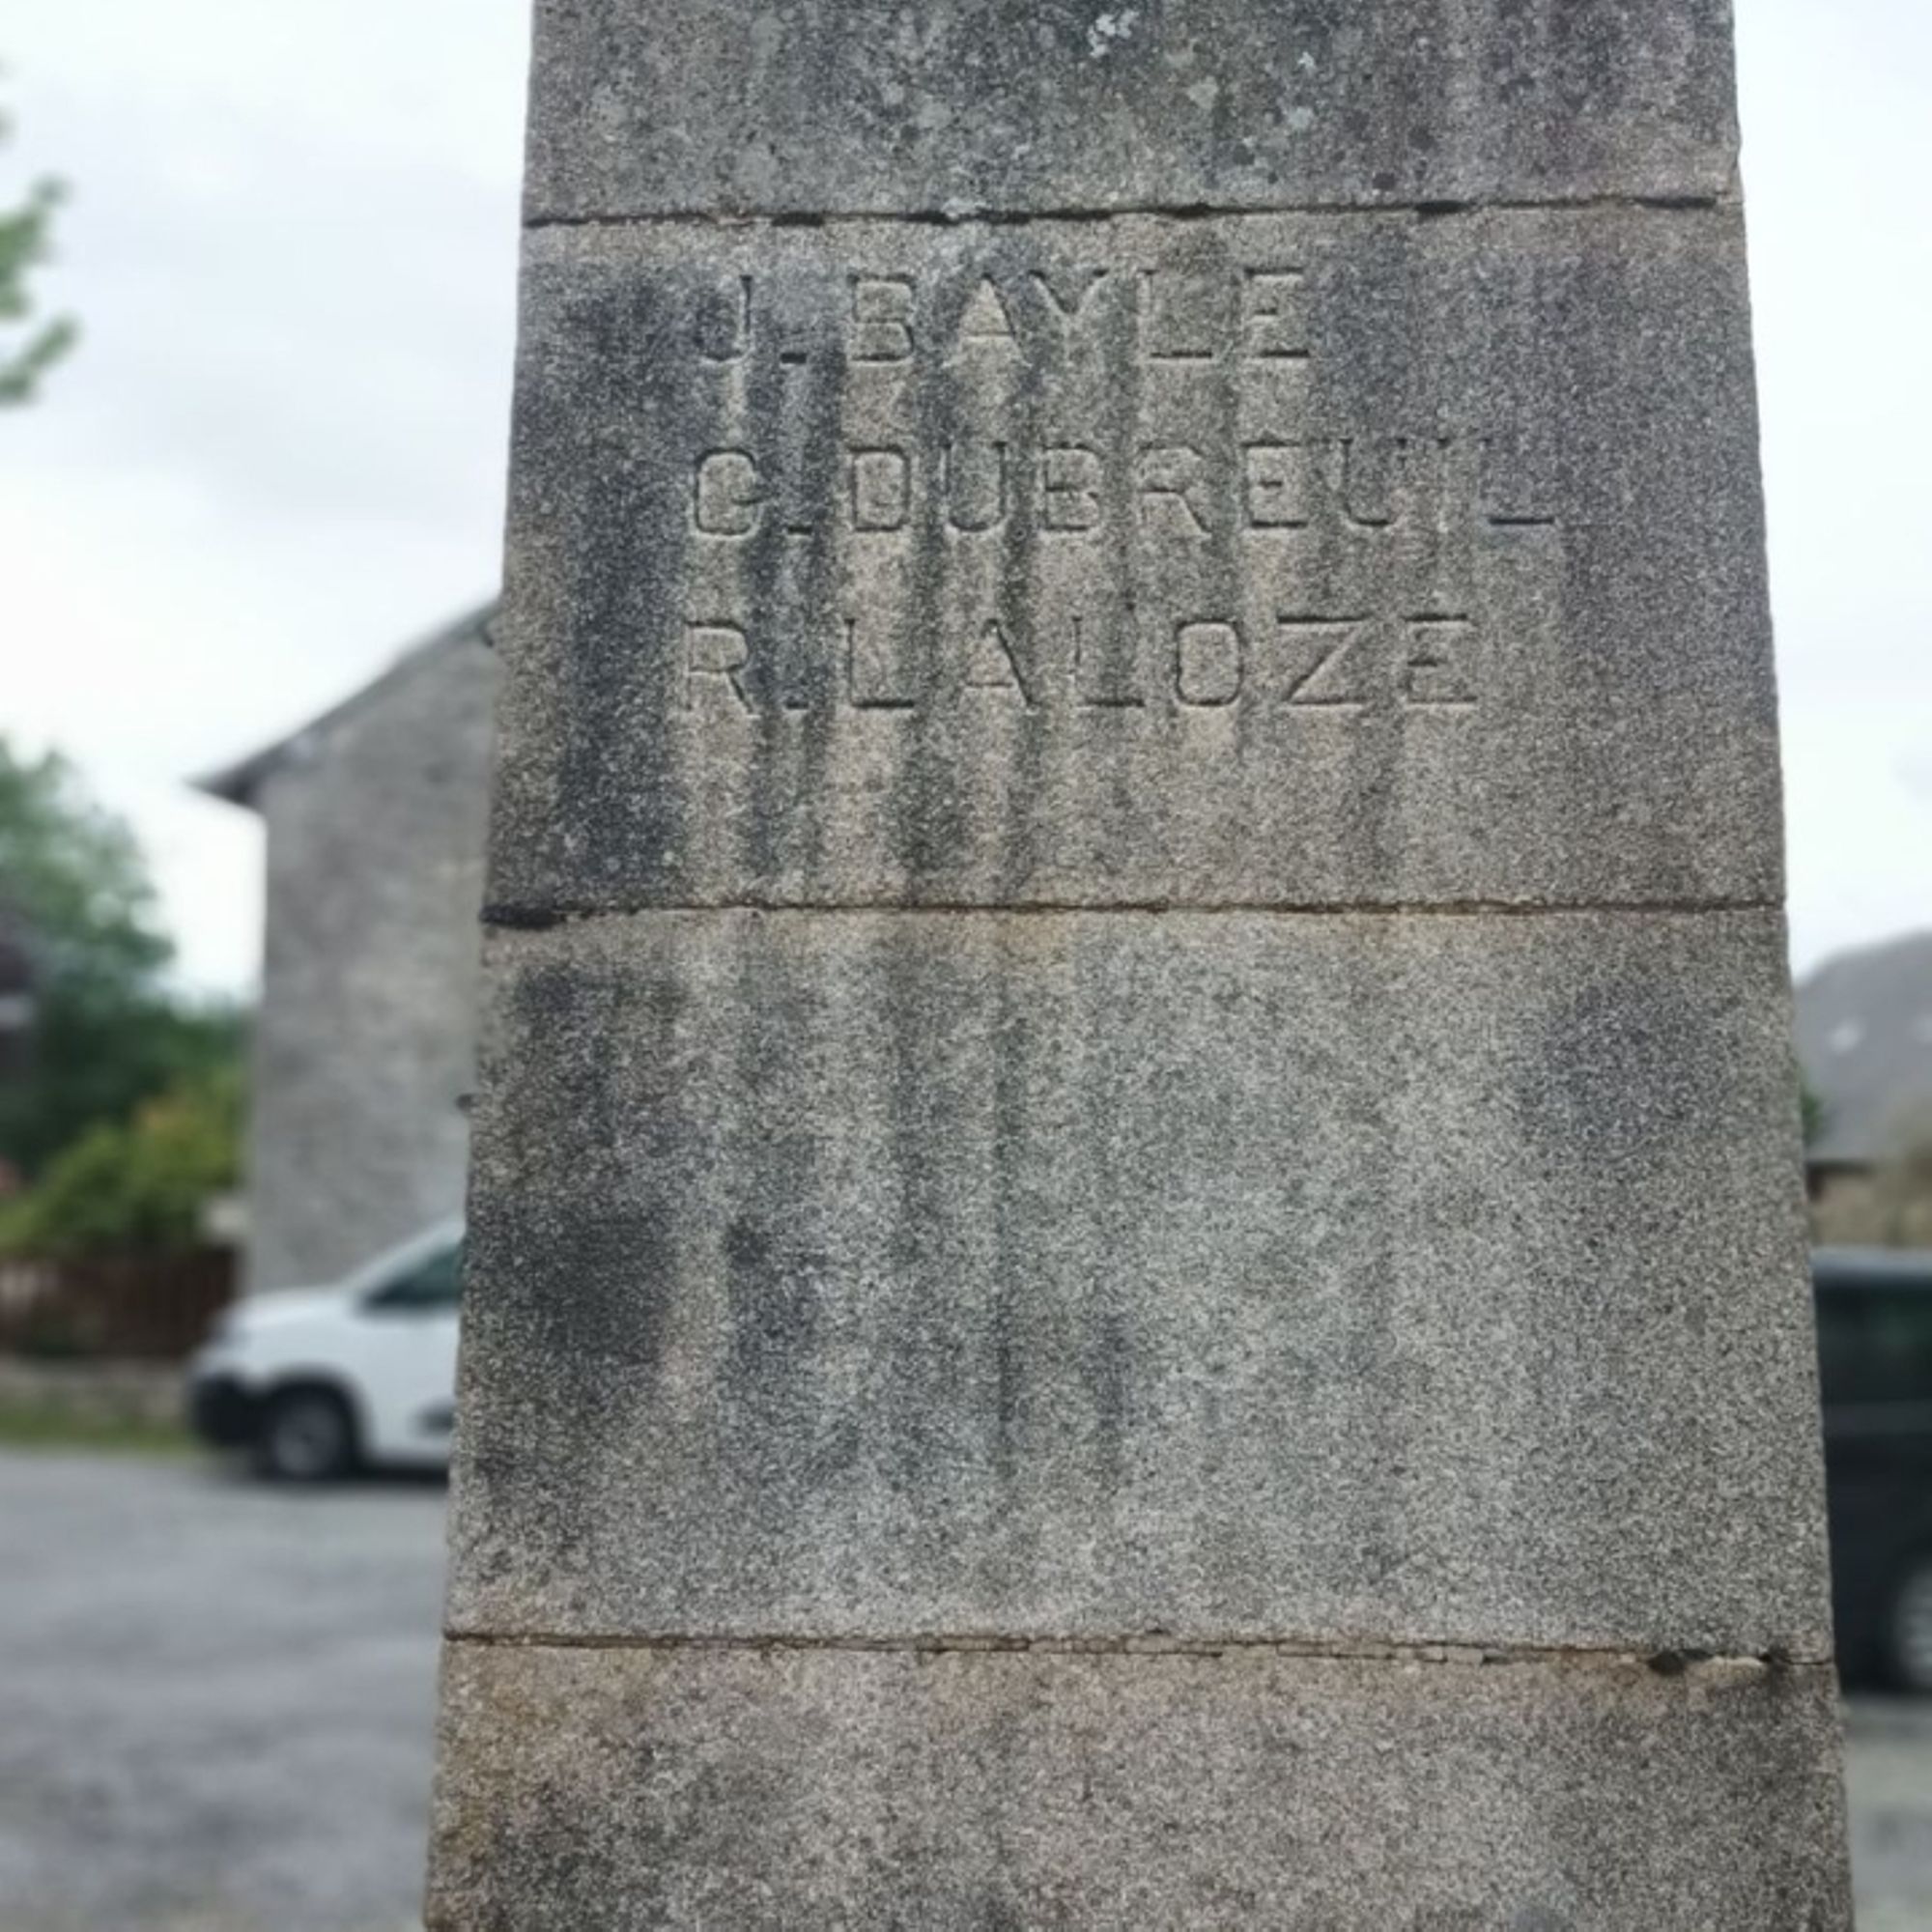 J. BAYLE
G. DUBREUIL
R. LALOZE